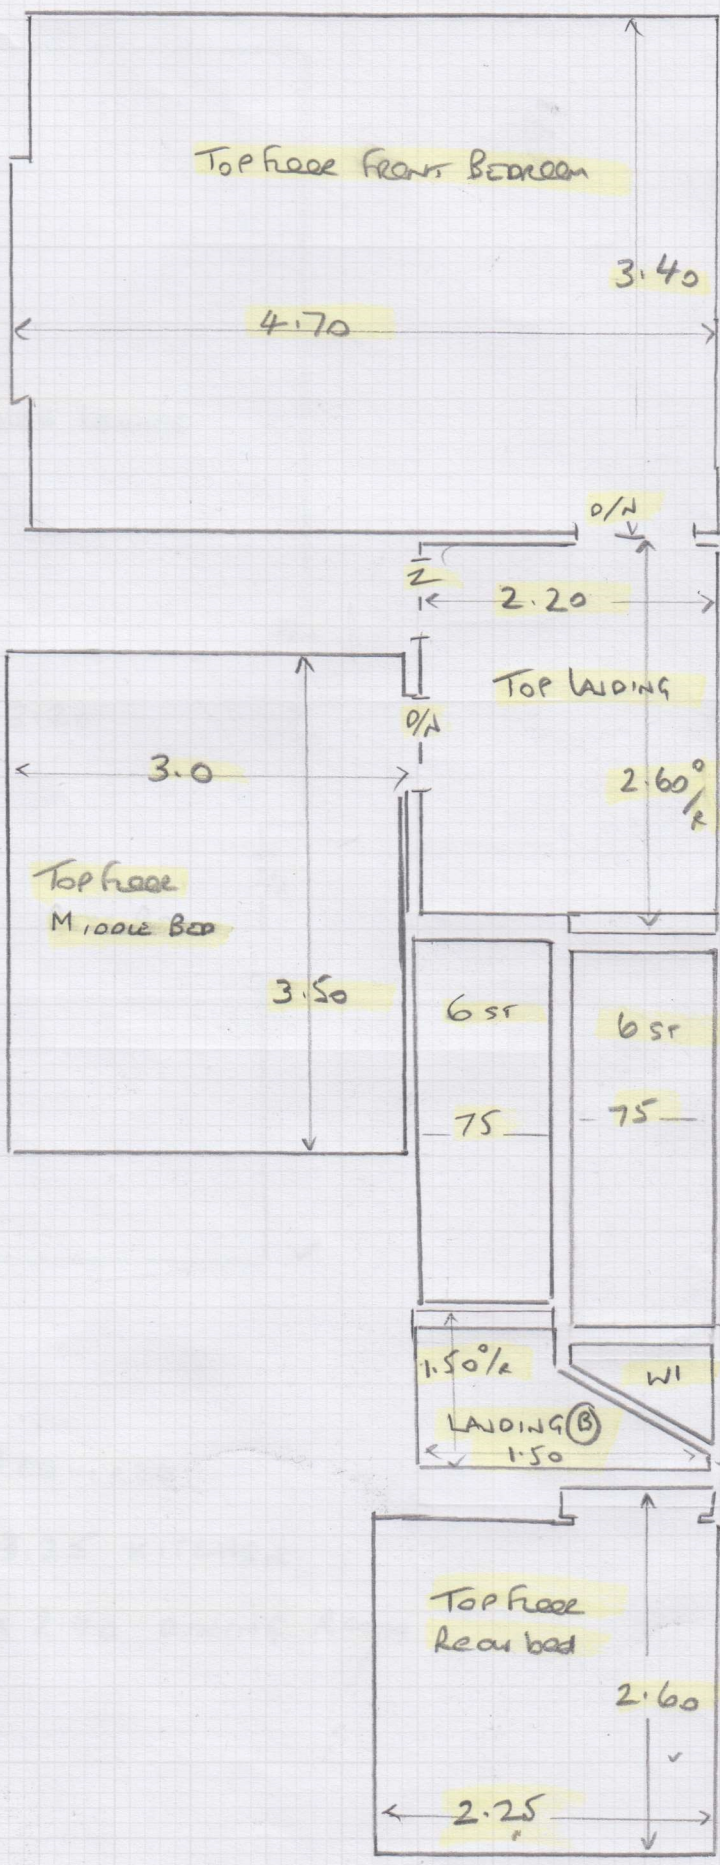 TOP FLOOR FRONT BEDROOM
3.40
4.70
D/N
Z
2.20
TOP LANDING
D/N
3.0
2.60 O/R
TOP FLOOR
MIDDLE BED
3.50
6 ST
6 ST
75
75
1.50 O/R
W1
LANDING B
1.50
TOP FLOOR
Rear bed
2.60
2.25